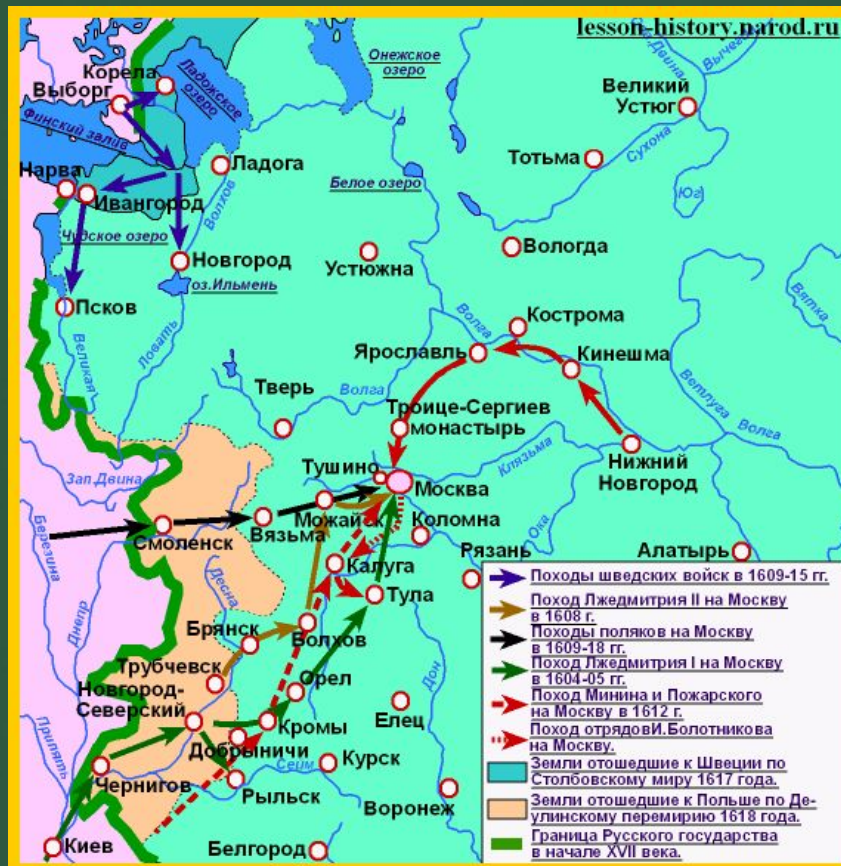 lesson-history.narod.ru
Онежское
озеро
Сев.Двина
Вычегда
Корела
Ладожское
озеро
Выборг
Финский залив
Великий
Устюг
Тотьма
Сухона
Юг
Нарва
Ладога
Белое озеро
Ивангород
Волхов
Чудское озеро
Новгород
оз.Ильмень
Устюжна
Вологда
Псков
Великая
Ловать
Вятка
Кострома
Волга
Ярославль
Кинешма
Ветлуга
Волга
Тверь
Волга
Троице-Сергиев
монастырь
Нижний
Новгород
Клязьма
Зап.Двина
Тушино
Москва
Можайск
Коломна
Ока
Смоленск
Вязьма
Березина
Рязань
Алатырь
Калуга
Тула
Днепр
Десна
Брянск
Волхов
Трубчевск
Новгород-
Северский
Орел
Дон
Елец
Кромы
Добрыничи
Курск
Сейм
Припять
Чернигов
Рыльск
Воронеж
Киев
Белгород
Походы шведских войск в 1609-15 гг.
Поход Лжедмитрия II на Москву
в 1608 г.
Походы поляков на Москву
в 1609-18 гг.
Поход Лжедмитрия I на Москву
в 1604-05 гг.
Поход Минина и Пожарского
на Москву в 1612 г.
Поход отрядовИ.Болотникова
на Москву.
Земли отошедшие к Швеции по
Столбовскому миру 1617 года.
Земли отошедшие к Польше по Де-
улинскому перемирию 1618 года.
Граница Русского государства
в начале XVII века.